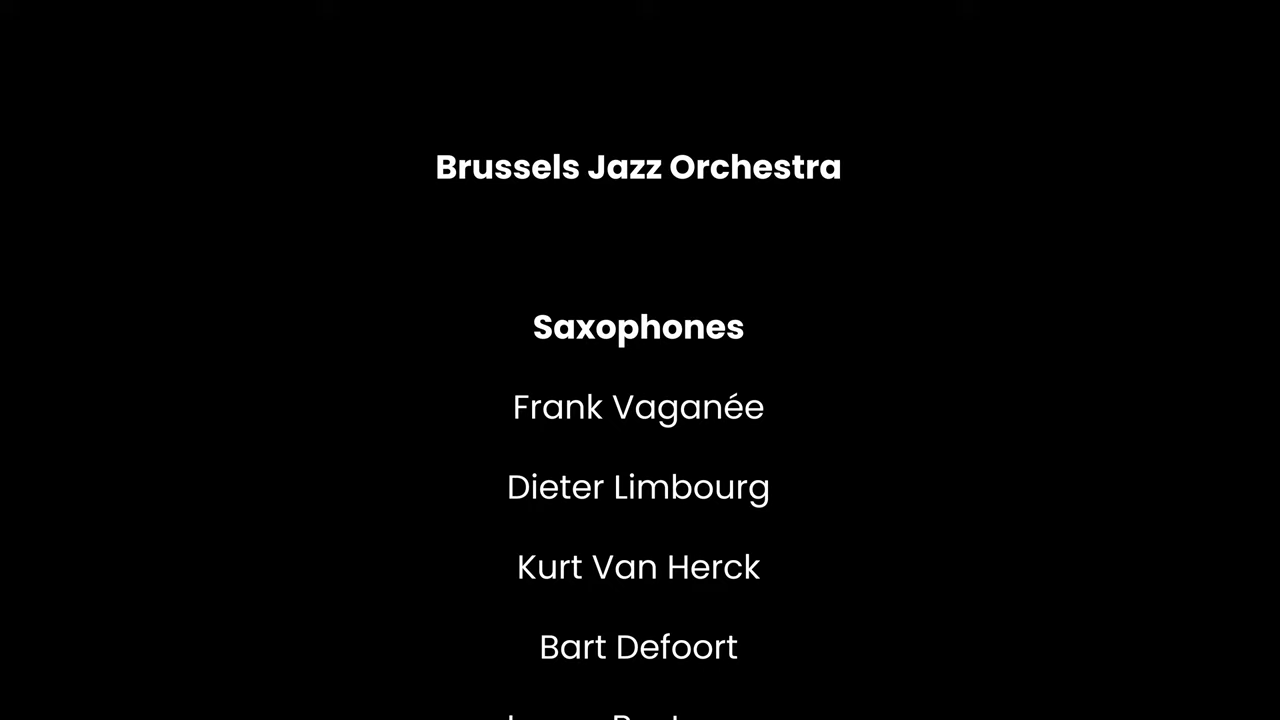 Brussels Jazz Orchestra
Saxophones
Frank Vaganée
Dieter Limbourg
Kurt Van Herck
Bart Defoort